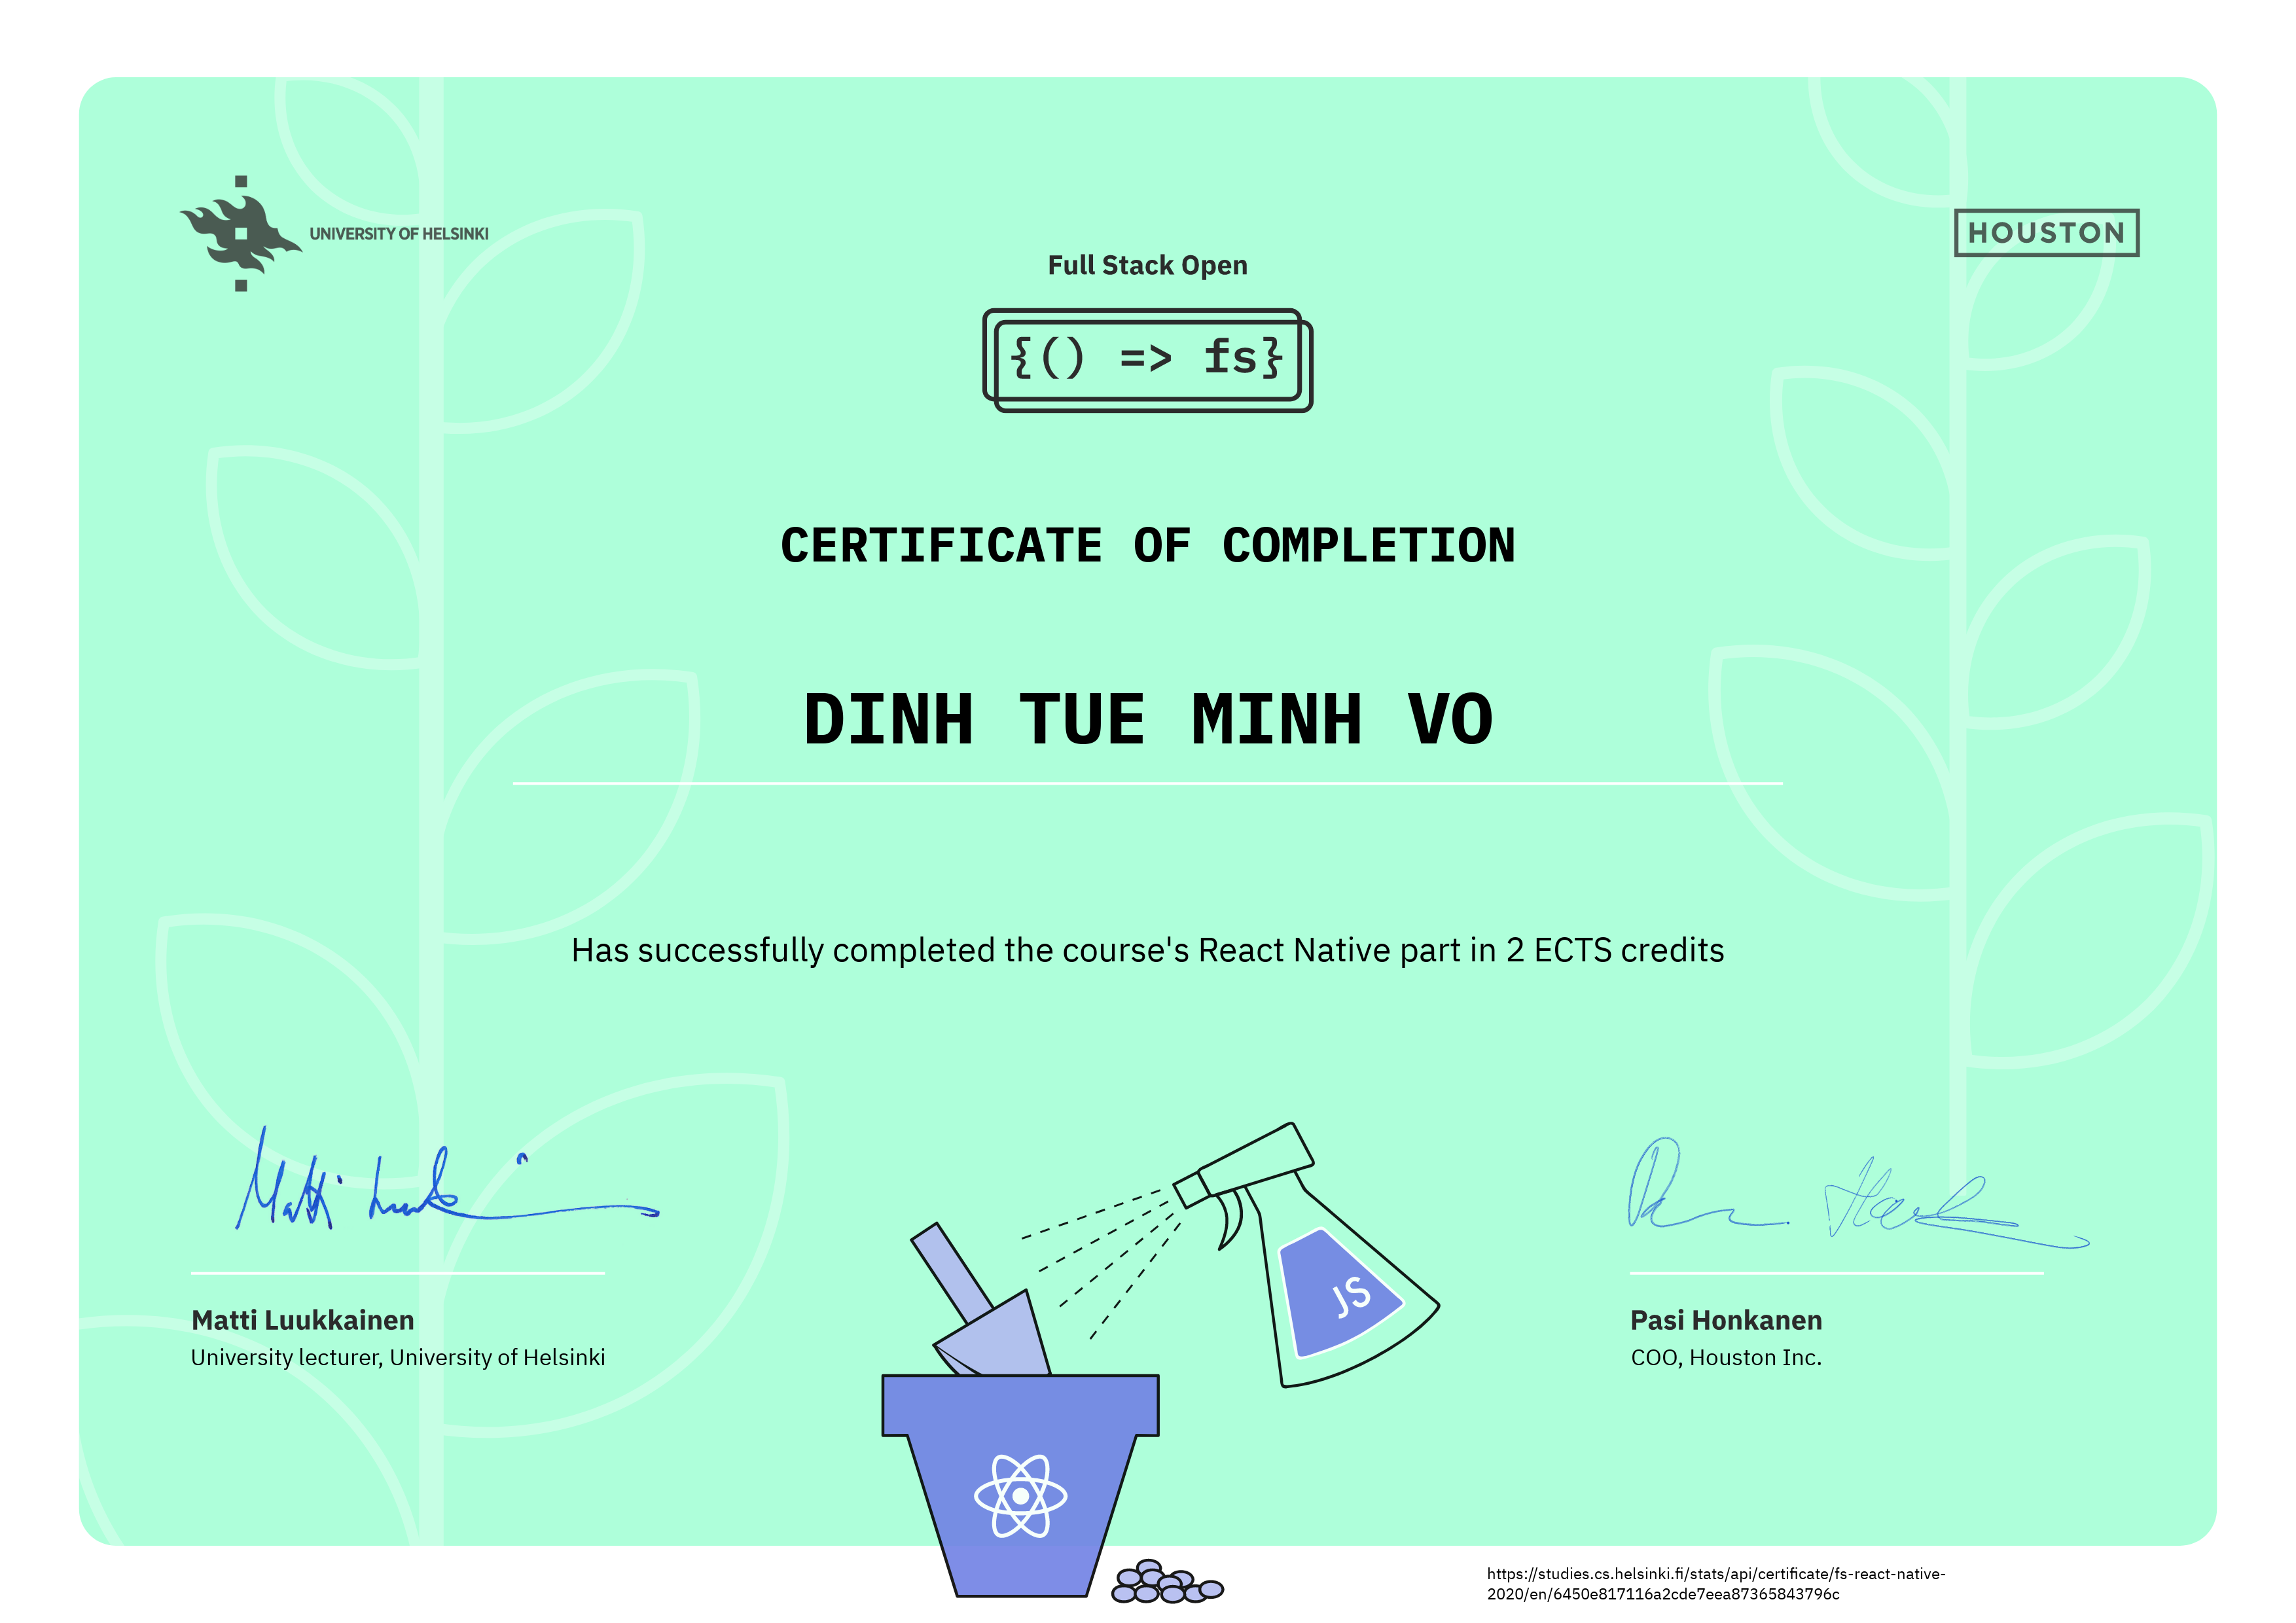 UNIVERSITY OF HELSINKI
HOUSTON
Full Stack Open
{() => fs}
CERTIFICATE OF COMPLETION
DINH TUE MINH VO
Has successfully completed the course's React Native part in 2 ECTS credits
Matti Luukkainen
University lecturer, University of Helsinki
JS
Pasi Honkanen
COO, Houston Inc.
https://studies.cs.helsinki.fi/stats/api/certificate/fs-react-native-
2020/en/6450e817116a2cde7eea87365843796c